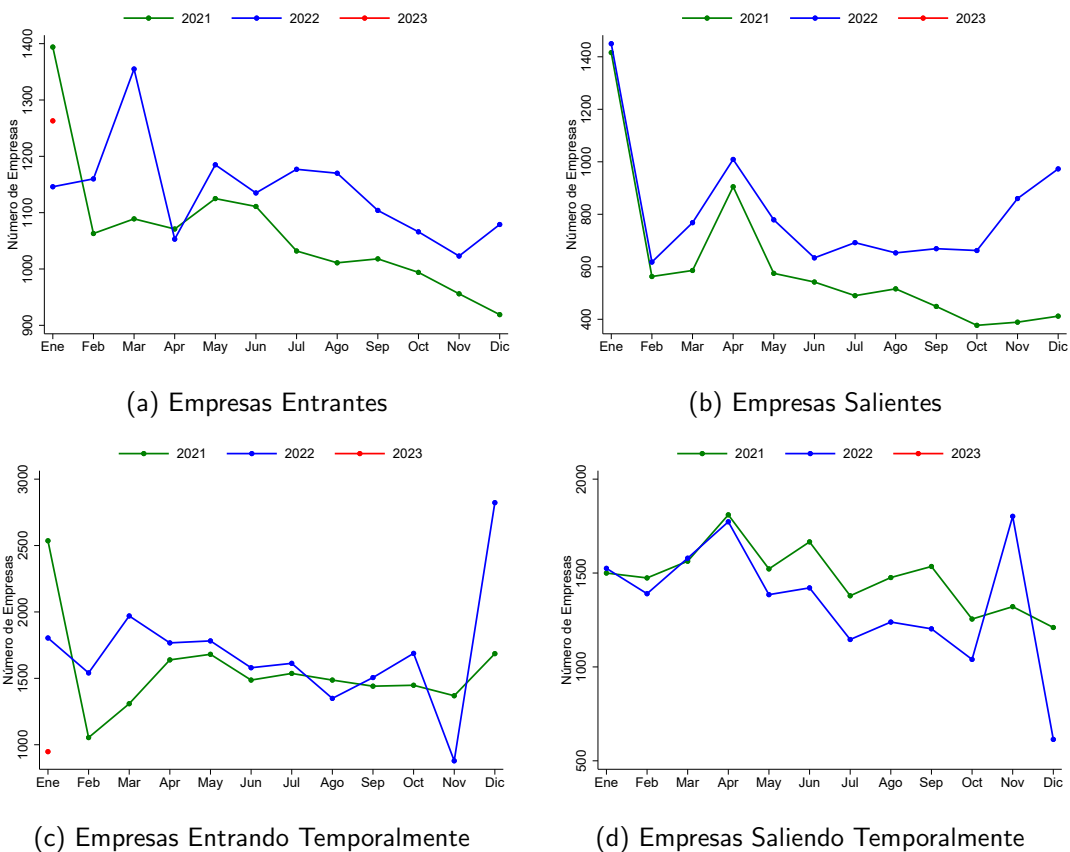 2021 2022 2023
Número de Empresas
900 1000 1100 1200 1300 1400
Ene Feb Mar Apr May Jun Jul Ago Sep Oct Nov Dic
(a) Empresas Entrantes
2021 2022 2023
Número de Empresas
400 600 800 1000 1400
Ene Feb Mar Apr May Jun Jul Ago Sep Oct Nov Dic
(b) Empresas Salientes
2021 2022 2023
Número de Empresas
1000 1500 2000 2500 3000
Ene Feb Mar Apr May Jun Jul Ago Sep Oct Nov Dic
(c) Empresas Entrando Temporalmente
2021 2022 2023
Número de Empresas
500 1000 1500 2000
Ene Feb Mar Apr May Jun Jul Ago Sep Oct Nov Dic
(d) Empresas Saliendo Temporalmente